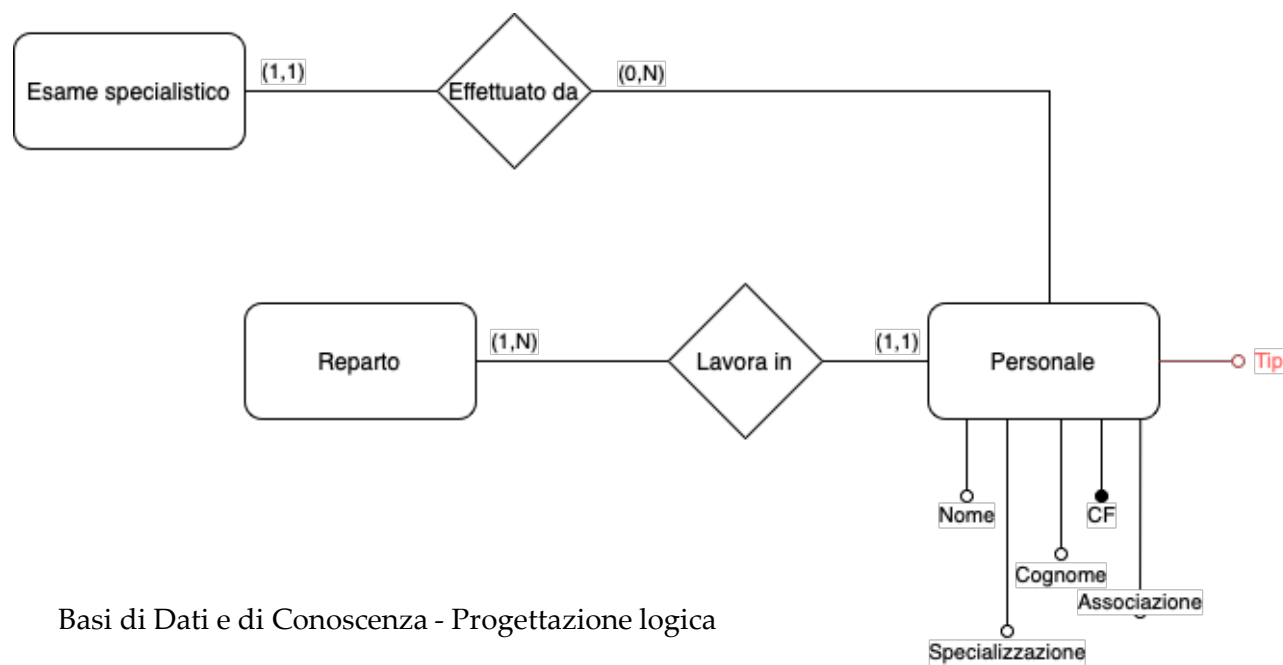 (1,1)
(0,N)
Esame specialistico
Effettuato da
(1,N)
(1,1)
Reparto
Lavora in
Personale
Tip
Nome
CF
Cognome
Associazione
Basi di Dati e di Conoscenza - Progettazione logica
Specializzazione